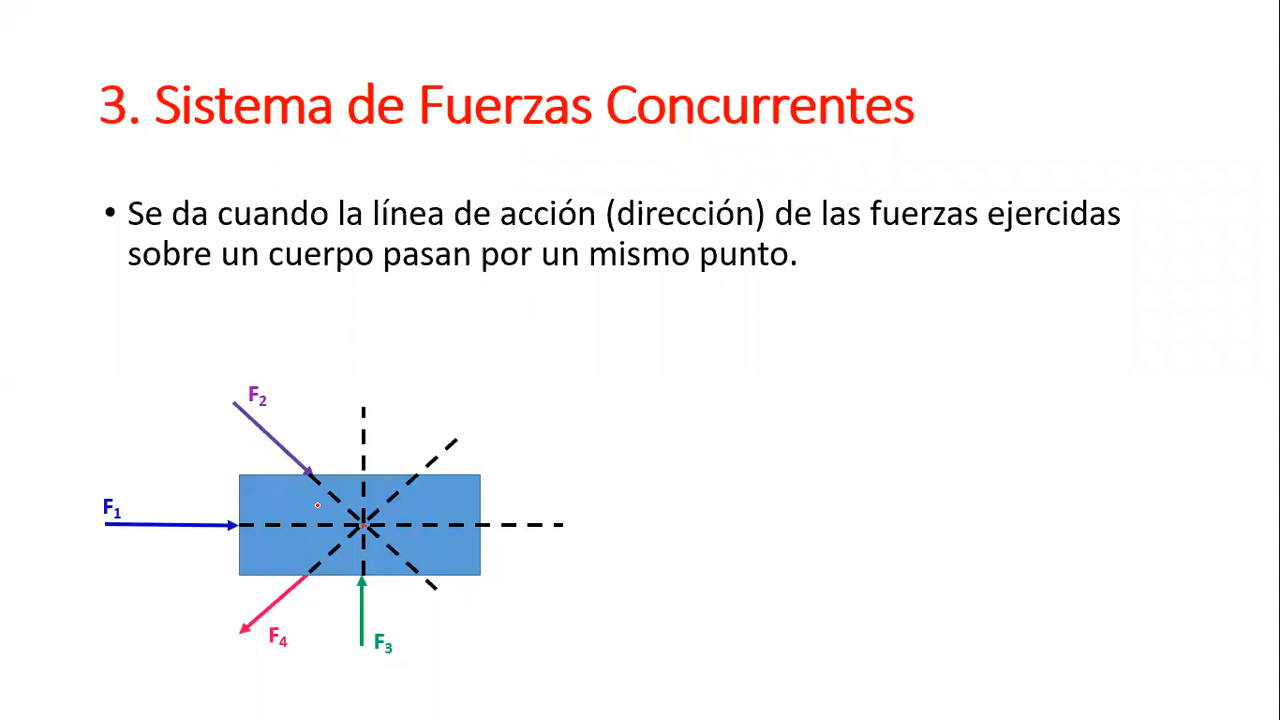 3. Sistema de Fuerzas Concurrentes
• Se da cuando la línea de acción (dirección) de las fuerzas ejercidas
sobre un cuerpo pasan por un mismo punto.
F₂
F₁
F₄
F₃